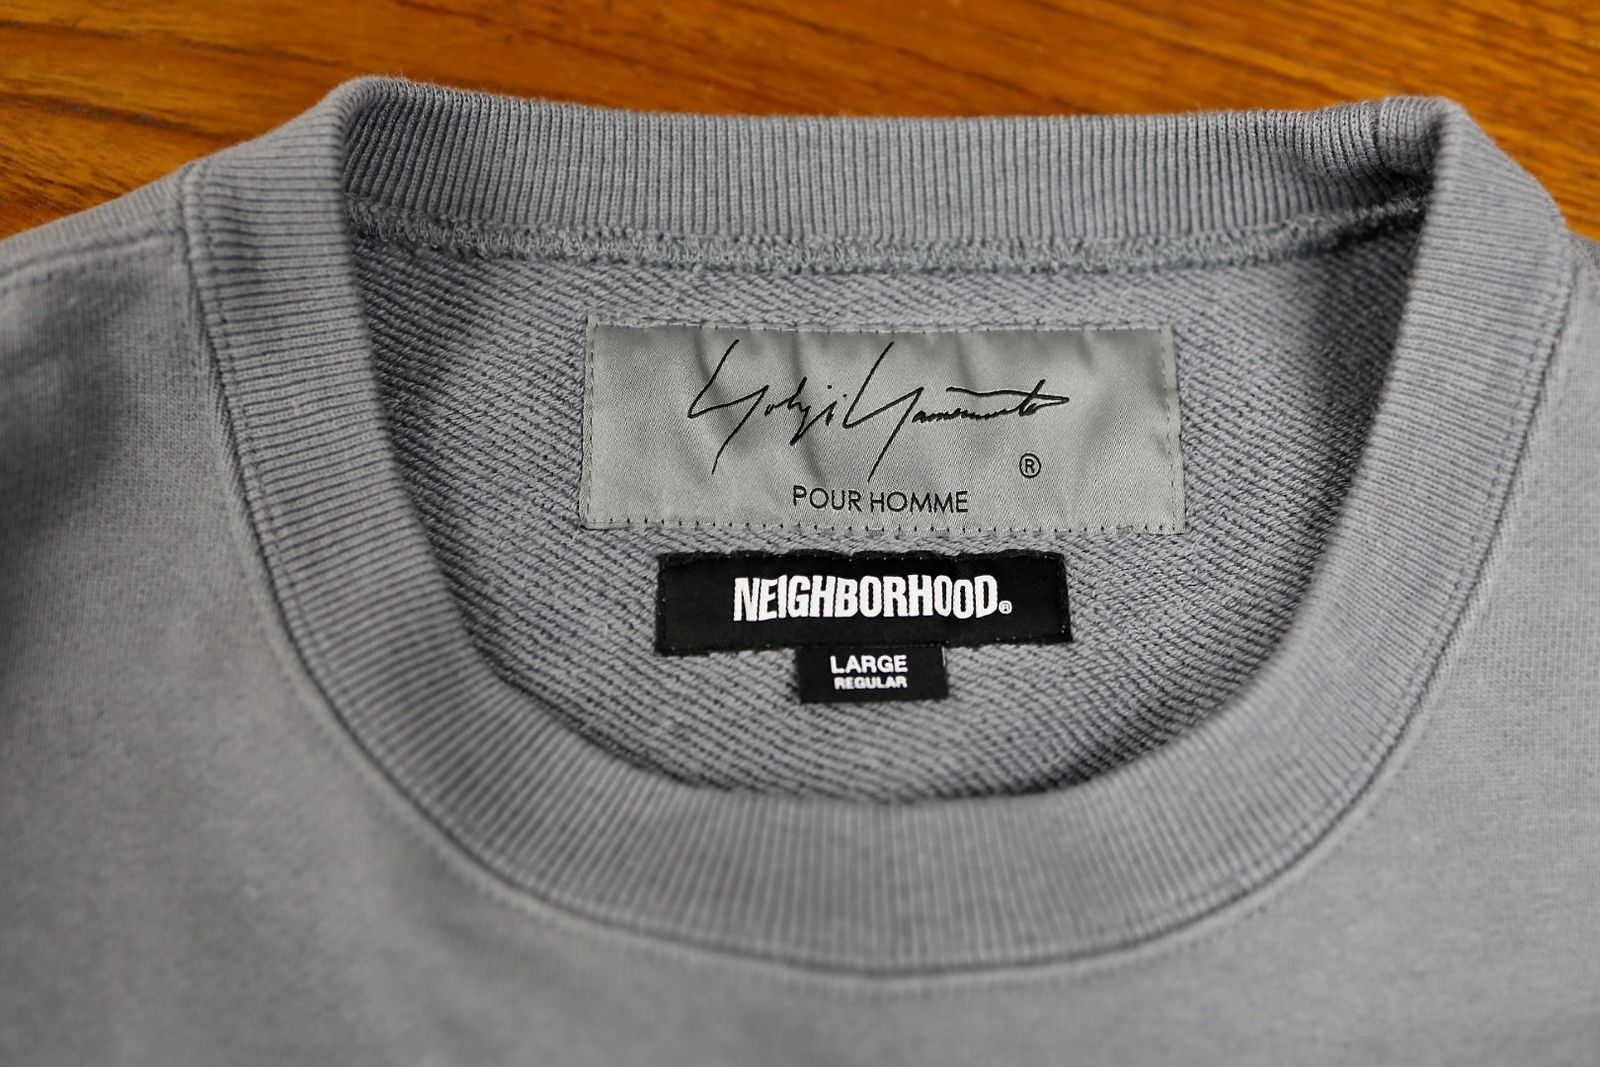 Yohji Yamamoto
®
POUR HOMME
NEIGHBORHOOD®
LARGE
REGULAR